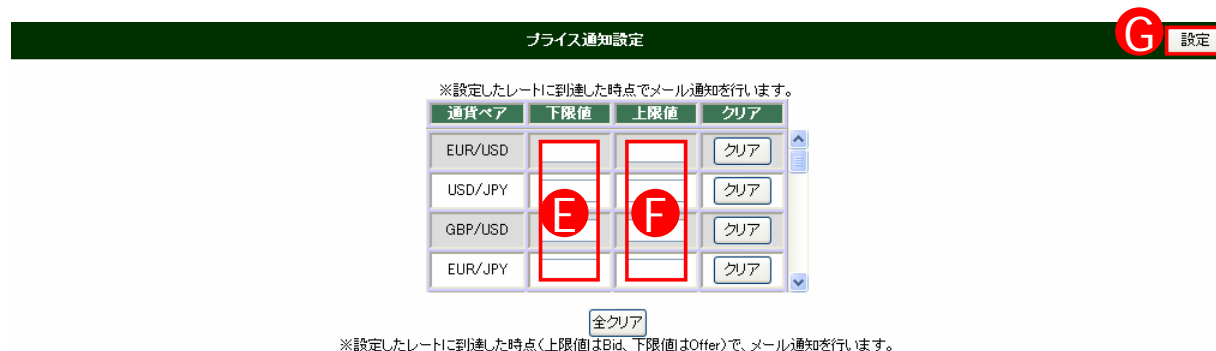 プライス通知設定
G
設定
※設定したレートに到達した時点でメール通知を行います。
通貨ペア 下限値 上限値 クリア
EUR/USD クリア
USD/JPY クリア
E F
GBP/USD クリア
EUR/JPY クリア
全クリア
※設定したレートに到達した時点(上限値はBid、下限値はOffer)で、メール通知を行います。